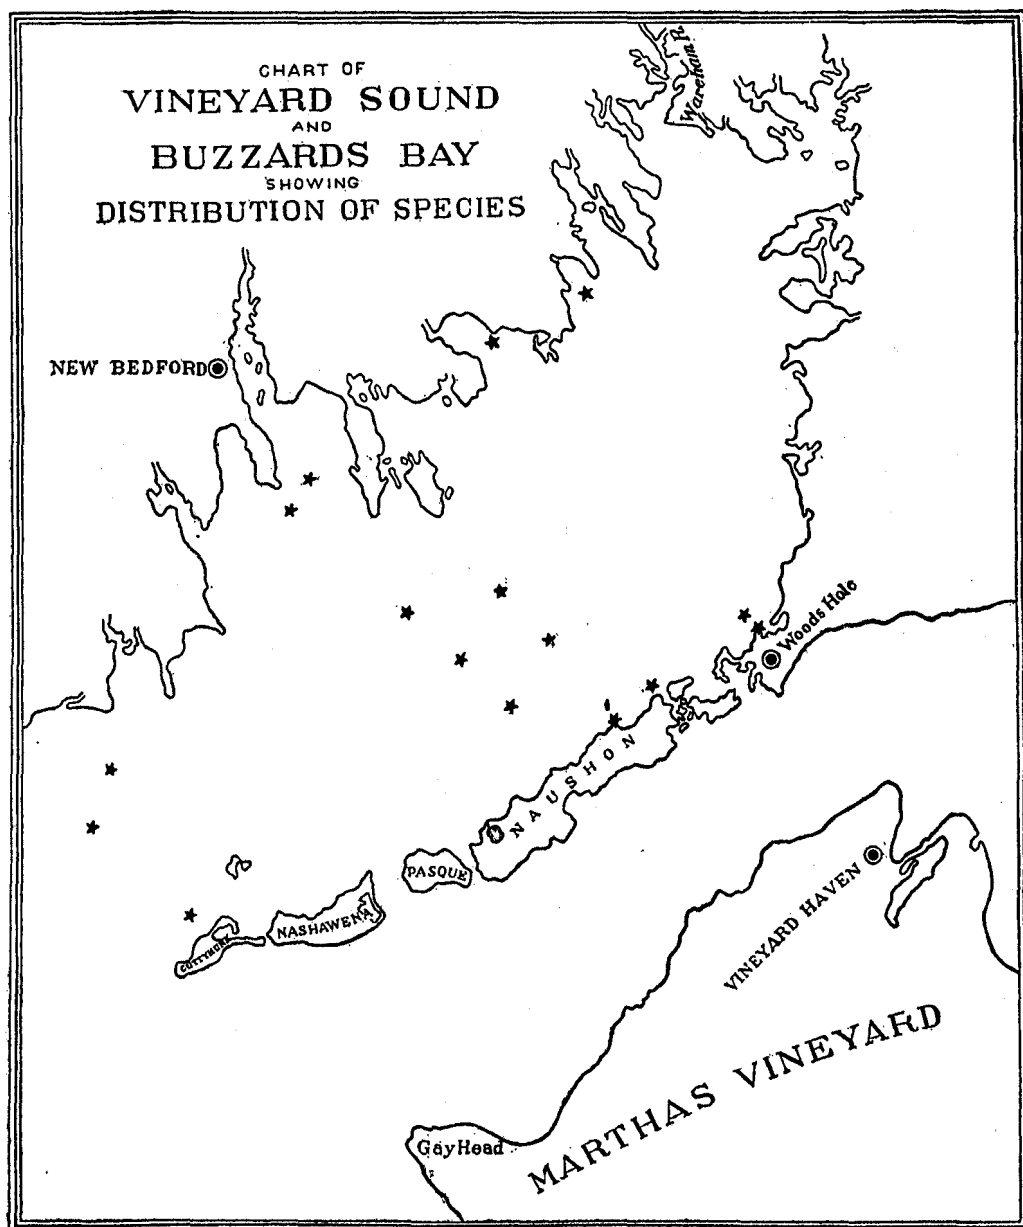 CHART OF
VINEYARD SOUND
AND
BUZZARDS BAY
SHOWING
DISTRIBUTION OF SPECIES
Wareham R.
NEW BEDFORD
Woods Hole
NAUSHON
PASQUE
NASHAWENA
CUTTYHUNK
VINEYARD HAVEN
MARTHAS VINEYARD
Gay Head